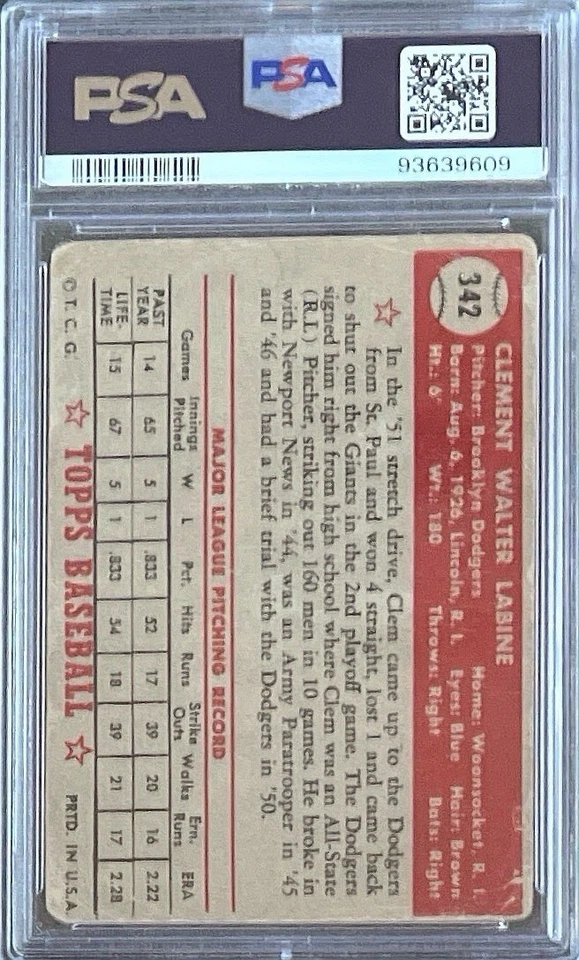 PSA
PSA
93639609
342
CLEMENT WALTER LABINE
Pitcher: Brooklyn Dodgers Home: Woonsocket, R. I.
Born: Aug. 6, 1926, Lincoln, R. I. Eyes: Blue Hair: Brown
Ht.: 6' Wt.: 180 Throws: Right Bats: Right
In the '51 stretch drive, Clem came up to the Dodgers
from St. Paul and won 4 straight, lost 1 and came back
to shut out the Giants in the 2nd playoff game. The Dodgers
signed him right from high school where Clem was an All-State
(R.I.) Pitcher, striking out 160 men in 10 games. He broke in
with Newport News in '44, was an Army Paratrooper in '45
and '46 and had a brief trial with the Dodgers in '50.
MAJOR LEAGUE PITCHING RECORD
Games Innings Pitched W L Pct. Hits Runs Strike Outs Walks Ern. Runs ERA
PAST YEAR 14 65 5 1 .833 52 17 39 20 16 2.22
LIFE- TIME 15 67 5 1 .833 54 18 39 21 17 2.28
© T. C. G. TOPPS BASEBALL PRTD. IN U.S.A.